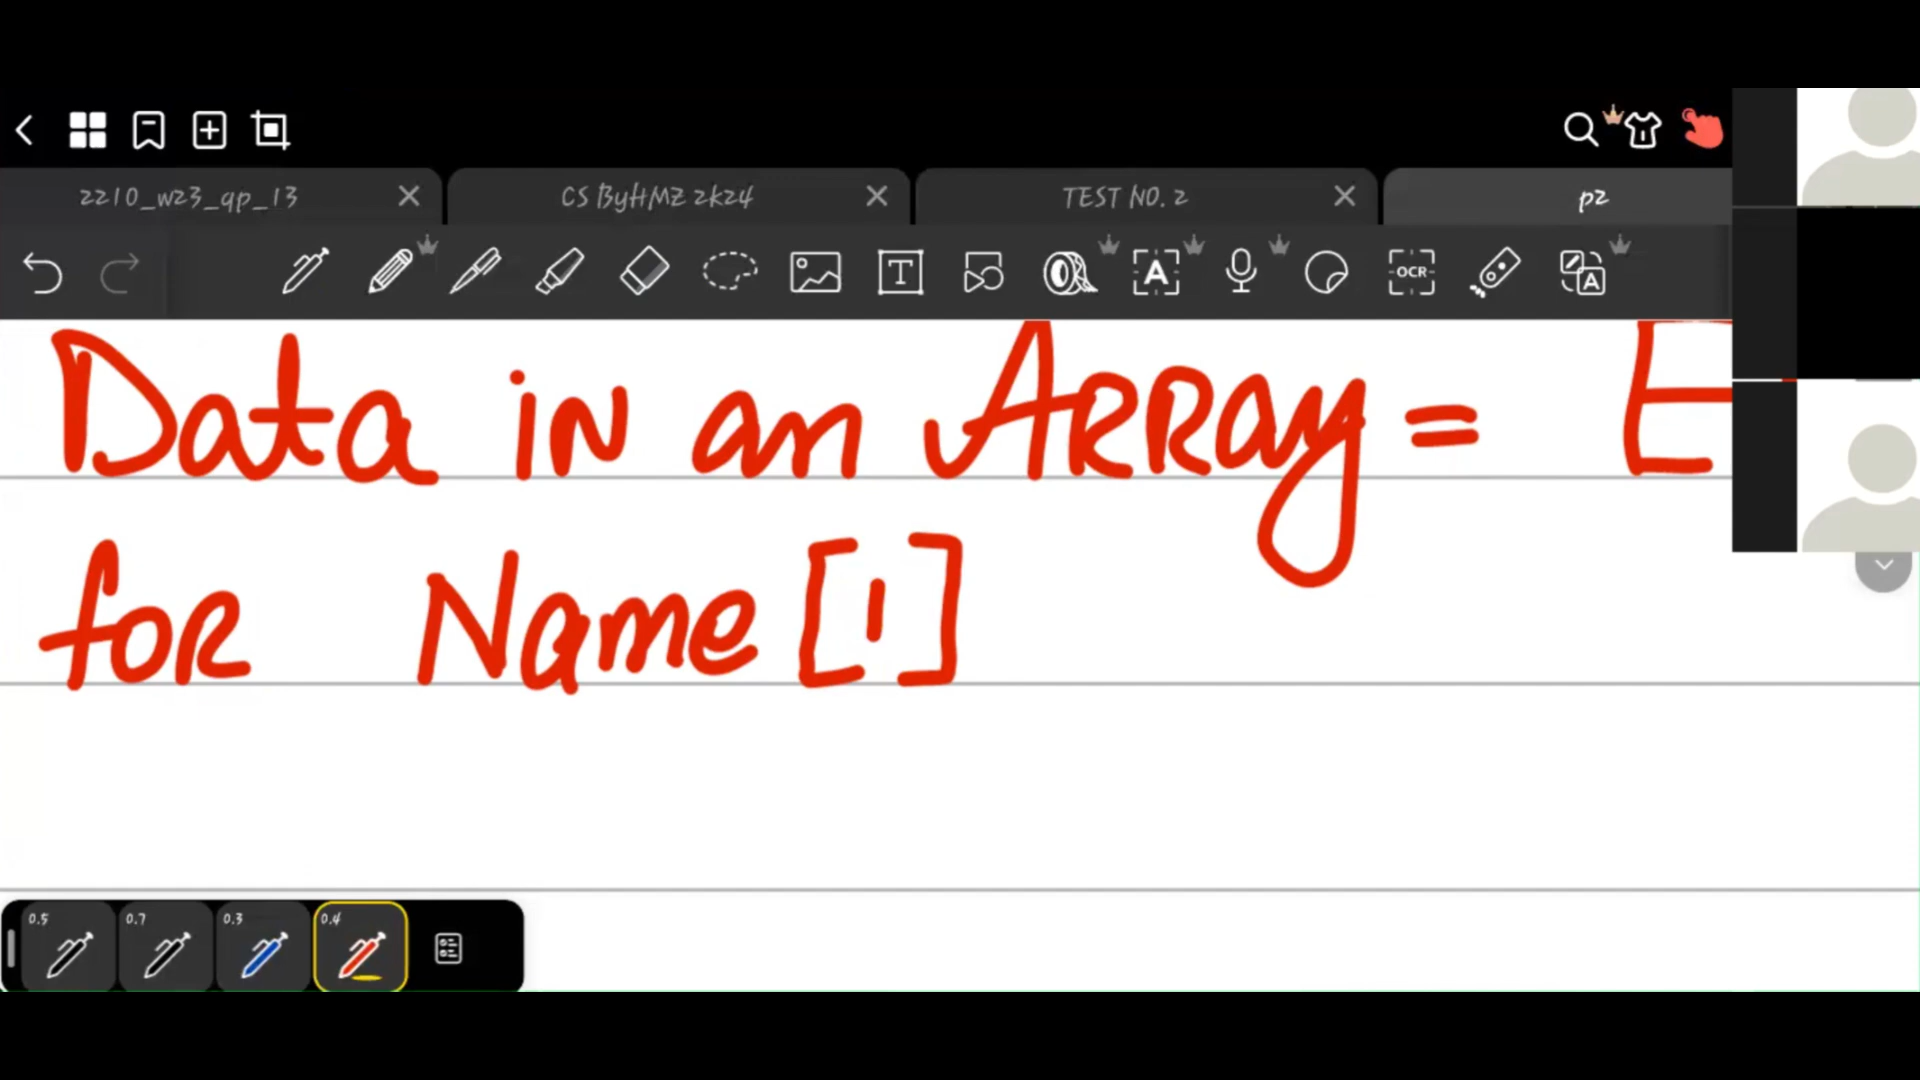 2210_w23_qp_13
CS ByHMZ 2k24
TEST NO. 2
p2
T
A
OCR
A
Data in an Array = E
for Name [1]
0.5
0.7
0.3
0.4